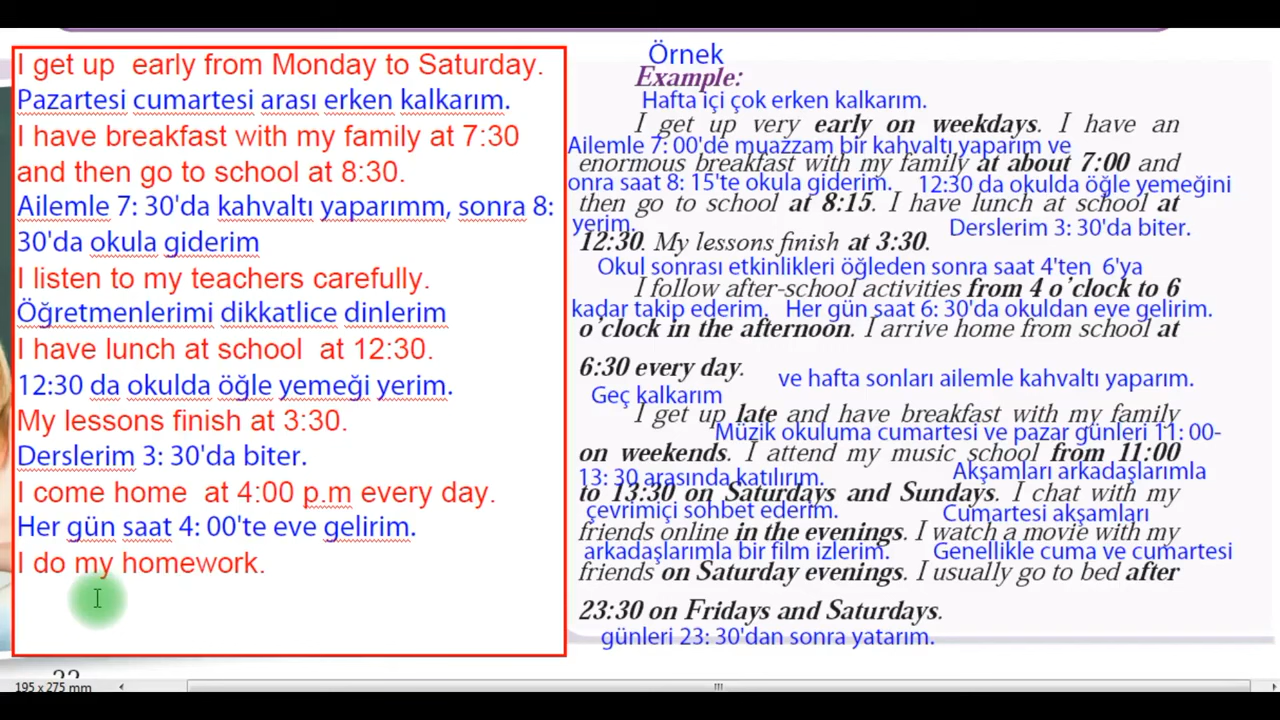 I get up early from Monday to Saturday.
Pazartesi cumartesi arası erken kalkarım.
I have breakfast with my family at 7:30
and then go to school at 8:30.
Ailemle 7: 30'da kahvaltı yaparımm, sonra 8:
30'da okula giderim
I listen to my teachers carefully.
Öğretmenlerimi dikkatlice dinlerim
I have lunch at school at 12:30.
12:30 da okulda öğle yemeği yerim.
My lessons finish at 3:30.
Derslerim 3: 30'da biter.
I come home at 4:00 p.m every day.
Her gün saat 4: 00'te eve gelirim.
I do my homework.
Örnek
Example:
Hafta içi çok erken kalkarım.
I get up very early on weekdays. I have an
Ailemle 7: 00'de muazzam bir kahvaltı yaparım ve
enormous breakfast with my family at about 7:00 and
onra saat 8: 15'te okula giderim. 12:30 da okulda öğle yemeğini
then go to school at 8:15. I have lunch at school at
yerim. Derslerim 3: 30'da biter.
12:30. My lessons finish at 3:30.
Okul sonrası etkinlikleri öğleden sonra saat 4'ten 6'ya
I follow after-school activities from 4 o'clock to 6
kadar takip ederim. Her gün saat 6: 30'da okuldan eve gelirim.
o'clock in the afternoon. I arrive home from school at
6:30 every day.
ve hafta sonları ailemle kahvaltı yaparım.
Geç kalkarım
I get up late and have breakfast with my family
Müzik okuluma cumartesi ve pazar günleri 11: 00-
on weekends. I attend my music school from 11:00
13: 30 arasında katılırım. Akşamları arkadaşlarımla
to 13:30 on Saturdays and Sundays. I chat with my
çevrimiçi sohbet ederim. Cumartesi akşamları
friends online in the evenings. I watch a movie with my
arkadaşlarımla bir film izlerim. Genellikle cuma ve cumartesi
friends on Saturday evenings. I usually go to bed after
23:30 on Fridays and Saturdays.
günleri 23: 30'dan sonra yatarım.
195 x 275 mm